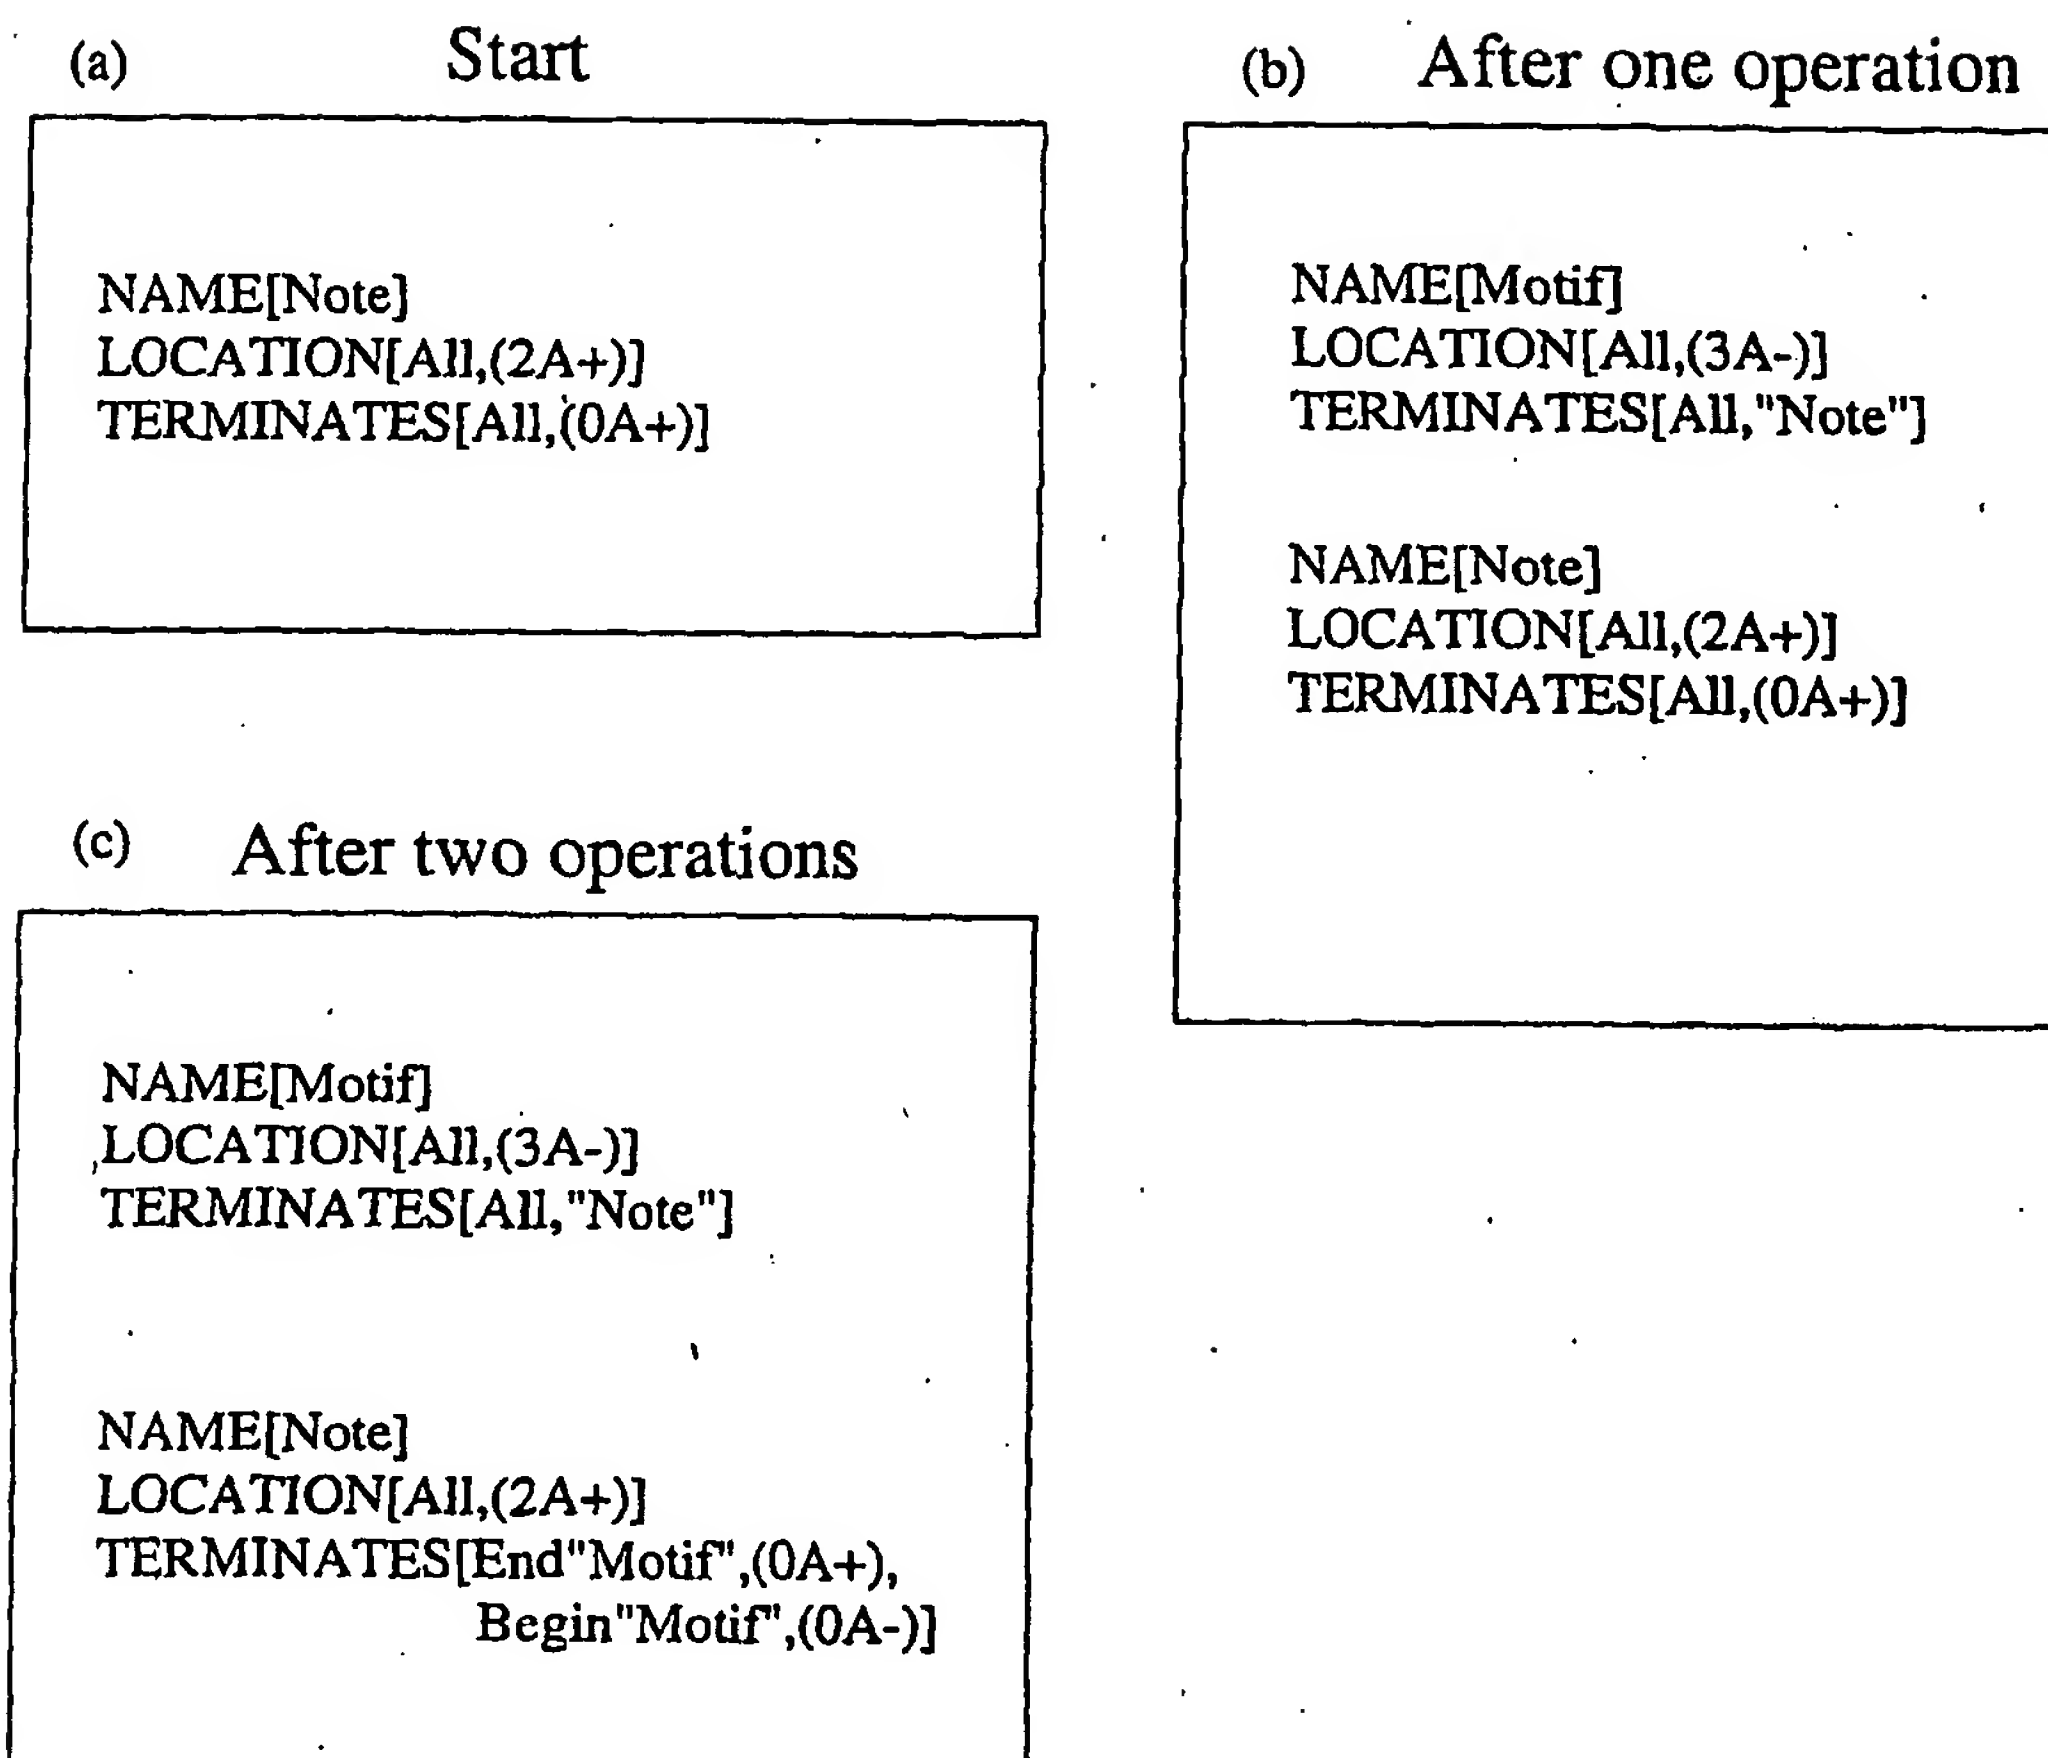 (a) Start
NAME[Note]
LOCATION[All,(2A+)]
TERMINATES[All,(0A+)]
(b) After one operation
NAME[Motif]
LOCATION[All,(3A-)]
TERMINATES[All,"Note"]
NAME[Note]
LOCATION[All,(2A+)]
TERMINATES[All,(0A+)]
(c) After two operations
NAME[Motif]
LOCATION[All,(3A-)]
TERMINATES[All,"Note"]
NAME[Note]
LOCATION[All,(2A+)]
TERMINATES[End"Motif",(0A+),
Begin"Motif",(0A-)]